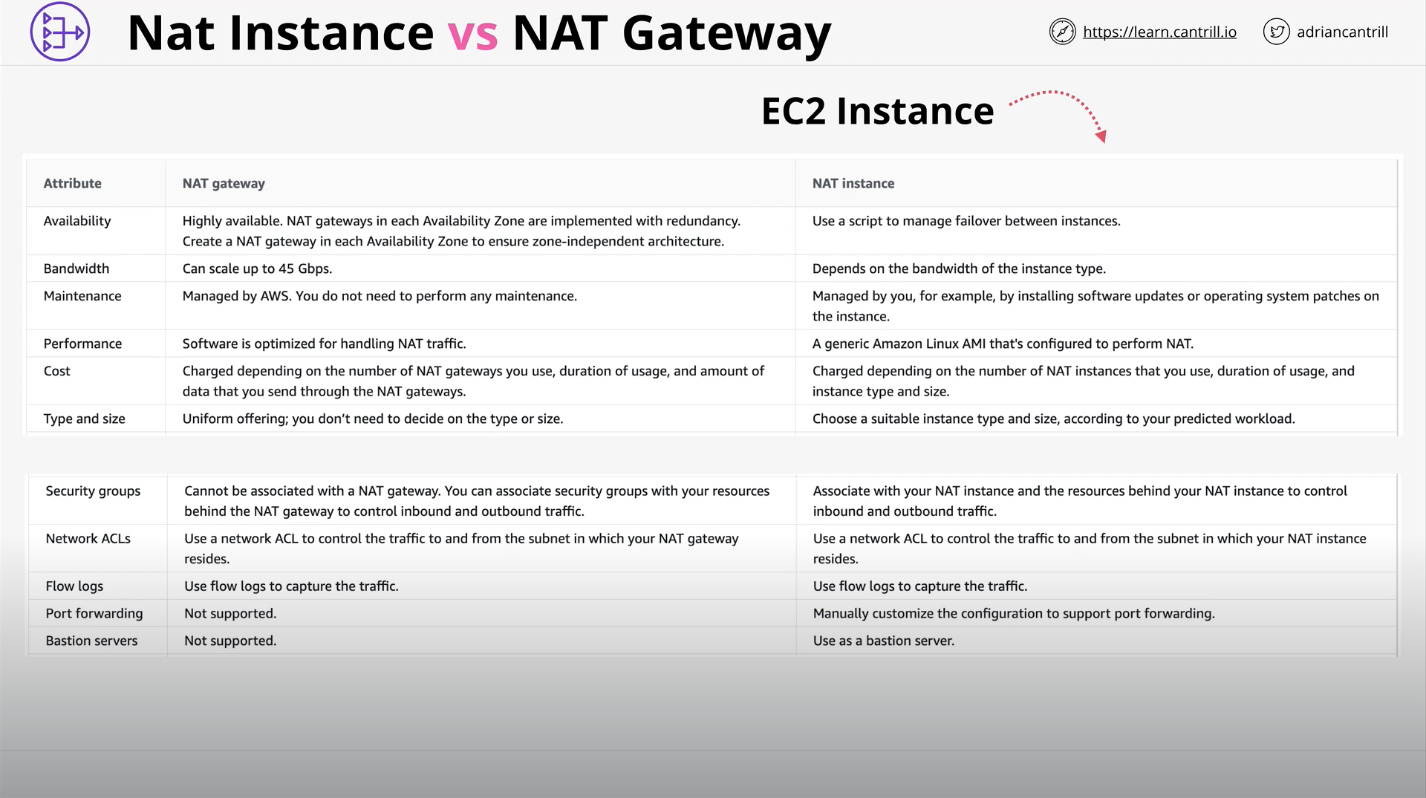 Nat Instance vs NAT Gateway
https://learn.cantrill.io
adriancantrill
EC2 Instance
Attribute
NAT gateway
NAT instance
Availability
Highly available. NAT gateways in each Availability Zone are implemented with redundancy.
Create a NAT gateway in each Availability Zone to ensure zone-independent architecture.
Use a script to manage failover between instances.
Bandwidth
Can scale up to 45 Gbps.
Depends on the bandwidth of the instance type.
Maintenance
Managed by AWS. You do not need to perform any maintenance.
Managed by you, for example, by installing software updates or operating system patches on
the instance.
Performance
Software is optimized for handling NAT traffic.
A generic Amazon Linux AMI that's configured to perform NAT.
Cost
Charged depending on the number of NAT gateways you use, duration of usage, and amount of
data that you send through the NAT gateways.
Charged depending on the number of NAT instances that you use, duration of usage, and
instance type and size.
Type and size
Uniform offering; you don’t need to decide on the type or size.
Choose a suitable instance type and size, according to your predicted workload.
Security groups
Cannot be associated with a NAT gateway. You can associate security groups with your resources
behind the NAT gateway to control inbound and outbound traffic.
Associate with your NAT instance and the resources behind your NAT instance to control
inbound and outbound traffic.
Network ACLs
Use a network ACL to control the traffic to and from the subnet in which your NAT gateway
resides.
Use a network ACL to control the traffic to and from the subnet in which your NAT instance
resides.
Flow logs
Use flow logs to capture the traffic.
Use flow logs to capture the traffic.
Port forwarding
Not supported.
Manually customize the configuration to support port forwarding.
Bastion servers
Not supported.
Use as a bastion server.